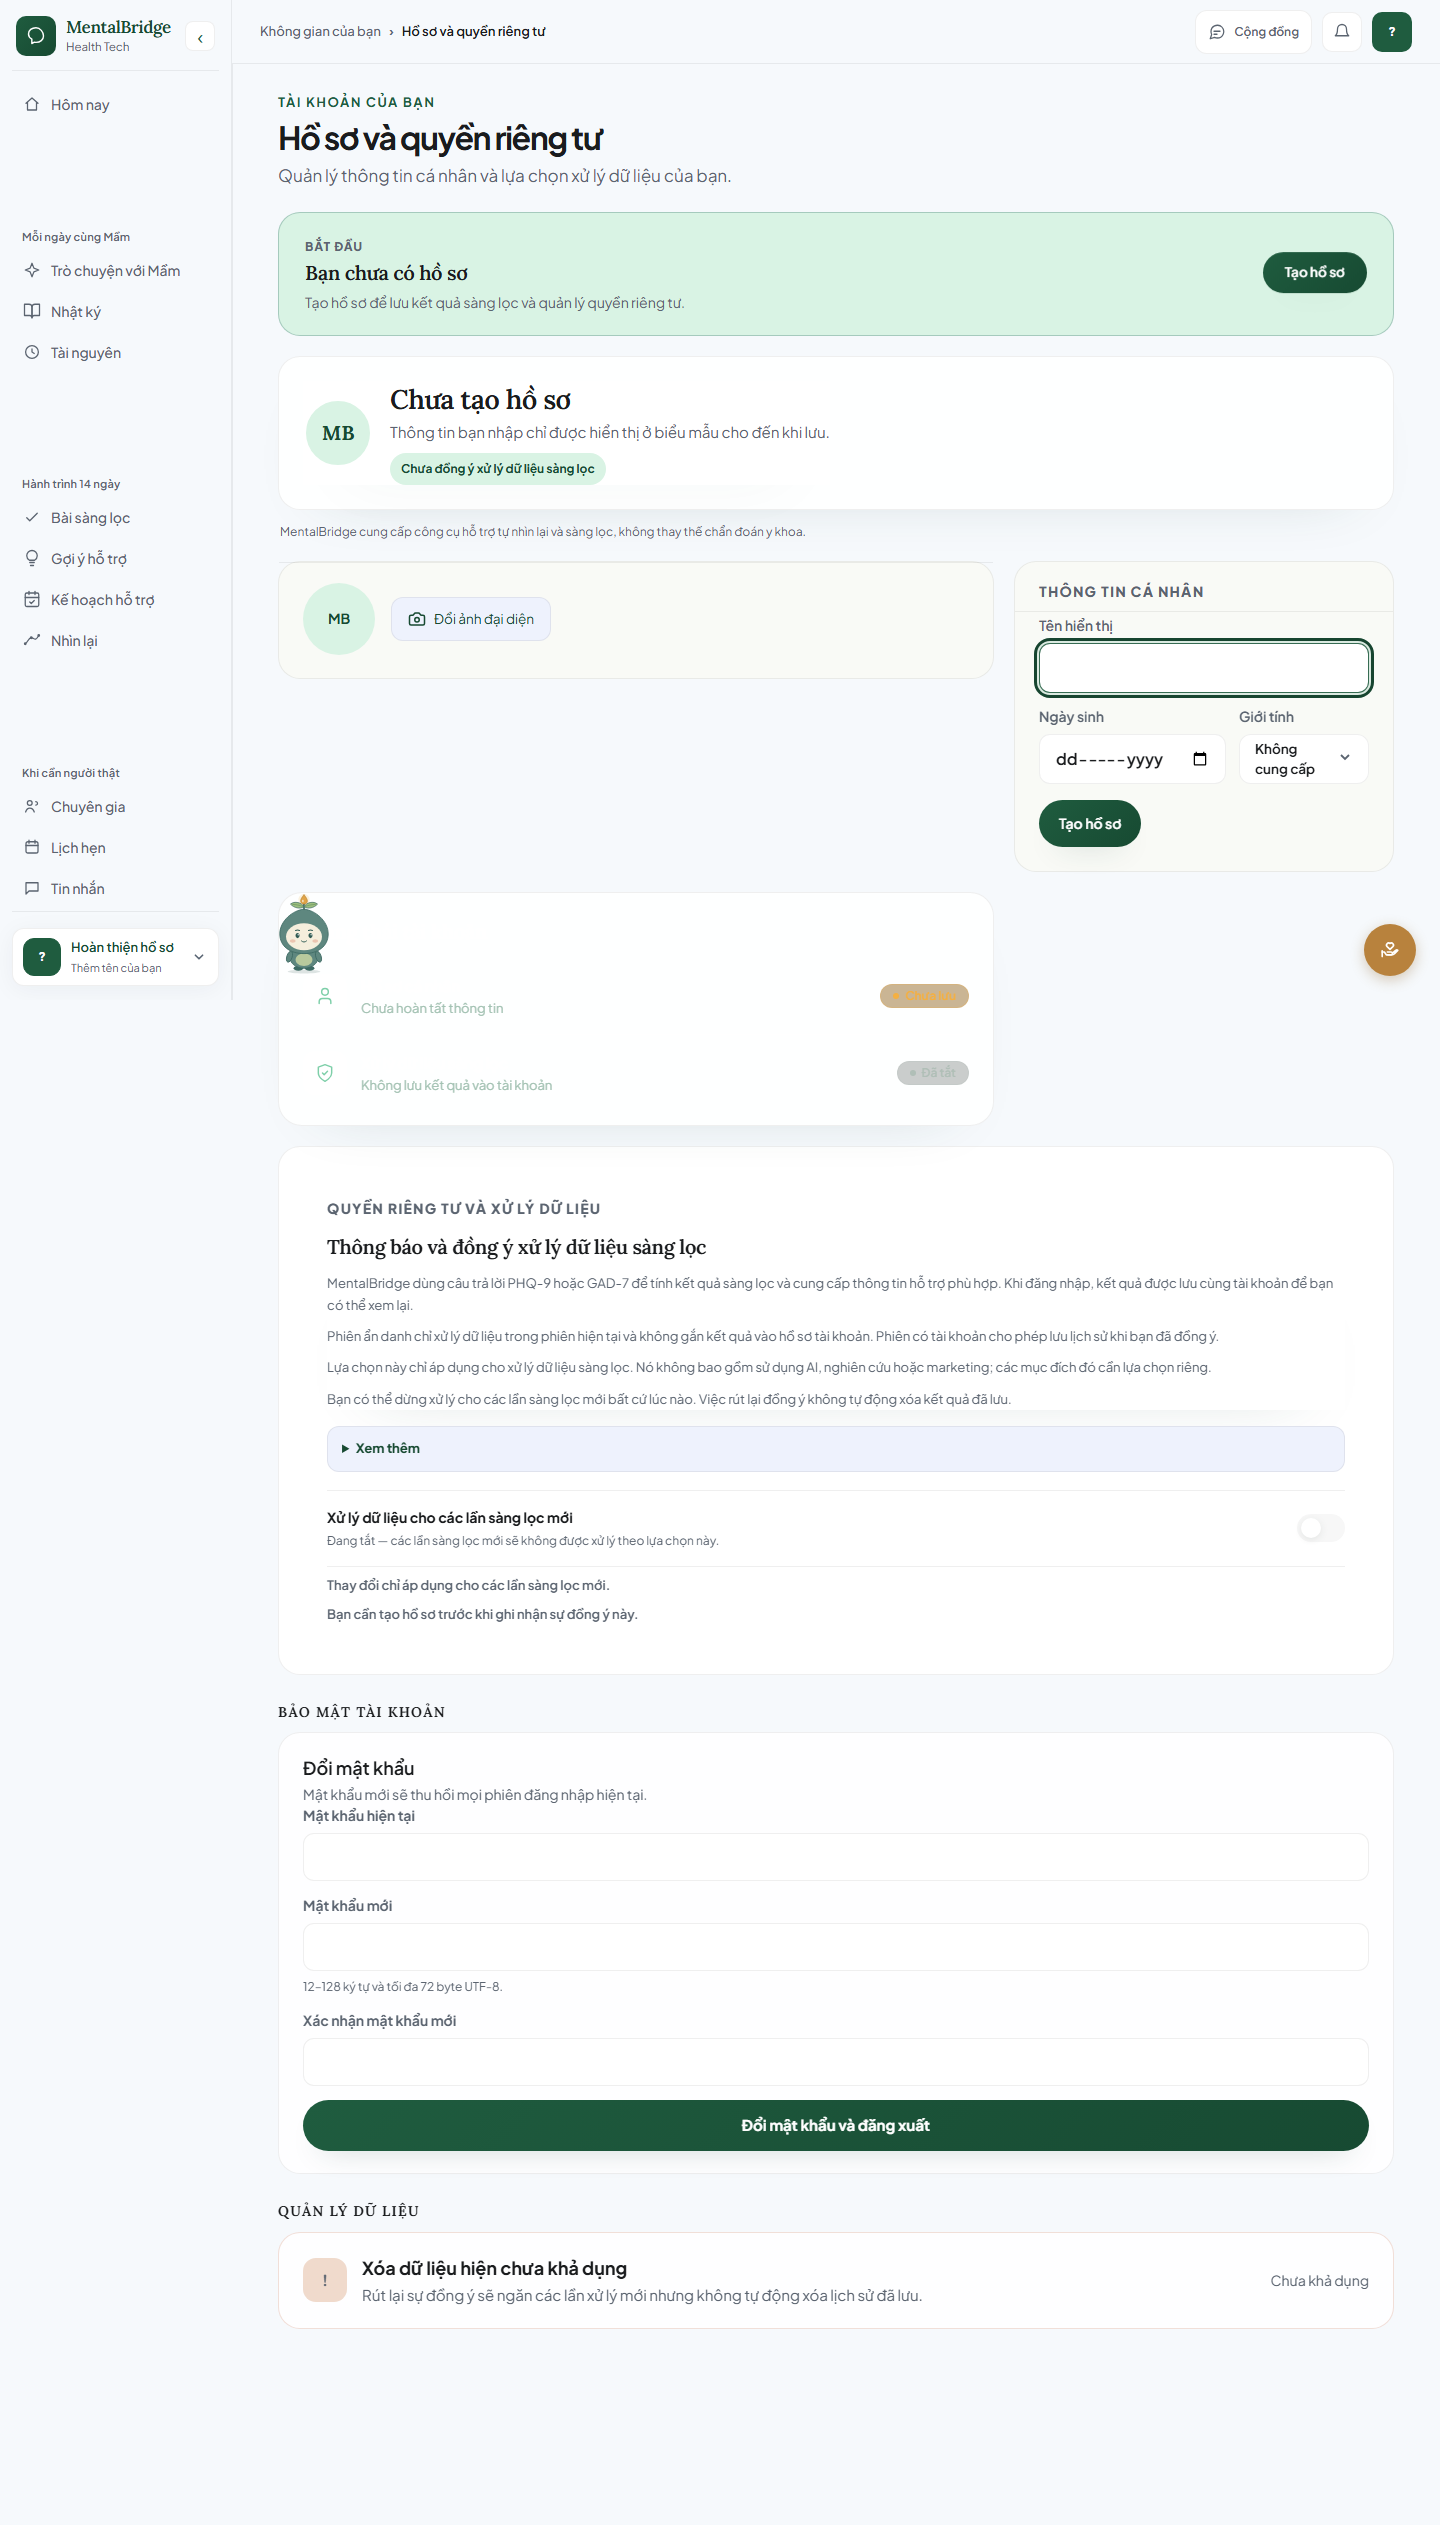 MentalBridge
Health Tech
Hôm nay
Mỗi ngày cùng Mầm
Trò chuyện với Mầm
Nhật ký
Tài nguyên
Hành trình 14 ngày
Bài sàng lọc
Gợi ý hỗ trợ
Kế hoạch hỗ trợ
Nhìn lại
Khi cần người thật
Chuyên gia
Lịch hẹn
Tin nhắn
?
Hoàn thiện hồ sơ
Thêm tên của bạn
Không gian của bạn › Hồ sơ và quyền riêng tư
Cộng đồng
?
TÀI KHOẢN CỦA BẠN
Hồ sơ và quyền riêng tư
Quản lý thông tin cá nhân và lựa chọn xử lý dữ liệu của bạn.
BẮT ĐẦU
Bạn chưa có hồ sơ
Tạo hồ sơ để lưu kết quả sàng lọc và quản lý quyền riêng tư.
Tạo hồ sơ
MB
Chưa tạo hồ sơ
Thông tin bạn nhập chỉ được hiển thị ở biểu mẫu cho đến khi lưu.
Chưa đồng ý xử lý dữ liệu sàng lọc
MentalBridge cung cấp công cụ hỗ trợ tự nhìn lại và sàng lọc, không thay thế chẩn đoán y khoa.
MB
Đổi ảnh đại diện
THÔNG TIN CÁ NHÂN
Tên hiển thị
Ngày sinh
Giới tính
dd-----yyyy
Không
cung cấp
Tạo hồ sơ
Chưa hoàn tất thông tin
Không lưu kết quả vào tài khoản
Đã tắt
QUYỀN RIÊNG TƯ VÀ XỬ LÝ DỮ LIỆU
Thông báo và đồng ý xử lý dữ liệu sàng lọc
MentalBridge dùng câu trả lời PHQ-9 hoặc GAD-7 để tính kết quả sàng lọc và cung cấp thông tin hỗ trợ phù hợp. Khi đăng nhập, kết quả được lưu cùng tài khoản để bạn
có thể xem lại.
Phiên ẩn danh chỉ xử lý dữ liệu trong phiên hiện tại và không gắn kết quả vào hồ sơ tài khoản. Phiên có tài khoản cho phép lưu lịch sử khi bạn đã đồng ý.
Lựa chọn này chỉ áp dụng cho xử lý dữ liệu sàng lọc. Nó không bao gồm sử dụng AI, nghiên cứu hoặc marketing; các mục đích đó cần lựa chọn riêng.
Bạn có thể dừng xử lý cho các lần sàng lọc mới bất cứ lúc nào. Việc rút lại đồng ý không tự động xóa kết quả đã lưu.
Xem thêm
Xử lý dữ liệu cho các lần sàng lọc mới
Đang tắt — các lần sàng lọc mới sẽ không được xử lý theo lựa chọn này.
Thay đổi chỉ áp dụng cho các lần sàng lọc mới.
Bạn cần tạo hồ sơ trước khi ghi nhận sự đồng ý này.
BẢO MẬT TÀI KHOẢN
Đổi mật khẩu
Mật khẩu mới sẽ thu hồi mọi phiên đăng nhập hiện tại.
Mật khẩu hiện tại
Mật khẩu mới
12–128 ký tự và tối đa 72 byte UTF-8.
Xác nhận mật khẩu mới
Đổi mật khẩu và đăng xuất
QUẢN LÝ DỮ LIỆU
!
Xóa dữ liệu hiện chưa khả dụng
Rút lại sự đồng ý sẽ ngăn các lần xử lý mới nhưng không tự động xóa lịch sử đã lưu.
Chưa khả dụng